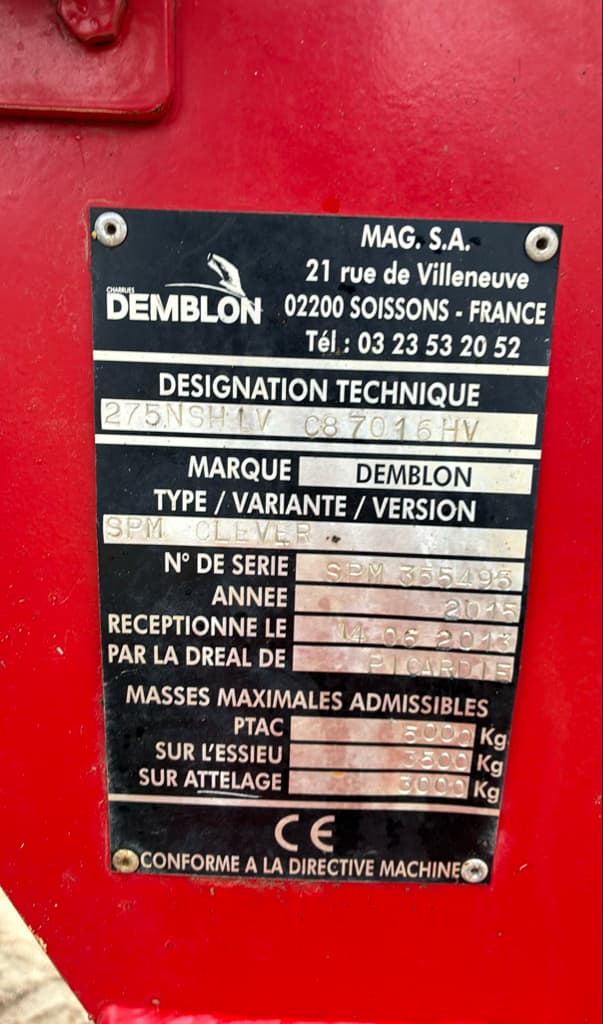 MAG. S.A.
21 rue de Villeneuve
CHARRUES
DEMBLON
02200 SOISSONS - FRANCE
Tél : 03 23 53 20 52
DESIGNATION TECHNIQUE
275NSH1LV C87016HV
MARQUE DEMBLON
TYPE / VARIANTE / VERSION
SPM CLEVER
N° DE SERIE SPM 355495
ANNEE 2015
RECEPTIONNE LE 14 06 2013
PAR LA DREAL DE PICARDIE
MASSES MAXIMALES ADMISSIBLES
PTAC 5000 Kg
SUR L'ESSIEU 3500 Kg
SUR ATTELAGE 3000 Kg
CE
CONFORME A LA DIRECTIVE MACHINE